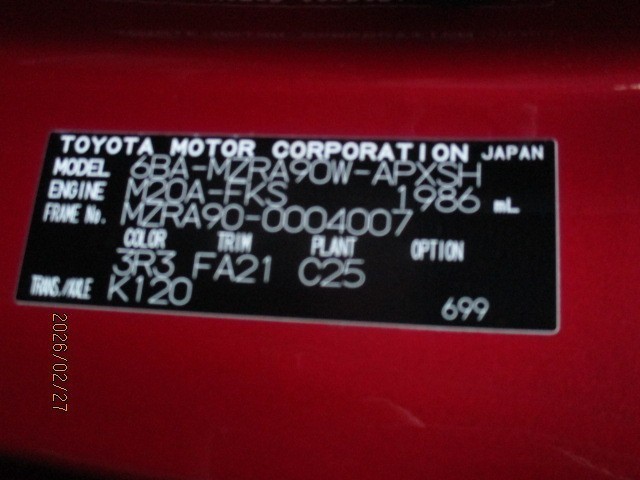 TOYOTA MOTOR CORPORATION JAPAN
MODEL 6BA-MZRA90W-APXSH
ENGINE M20A-FKS 1986 mL
FRAME No. MZRA90-0004007
COLOR TRIM PLANT OPTION
3R3 FA21 C25
TRANS./AXLE K120
699
2026/02/27